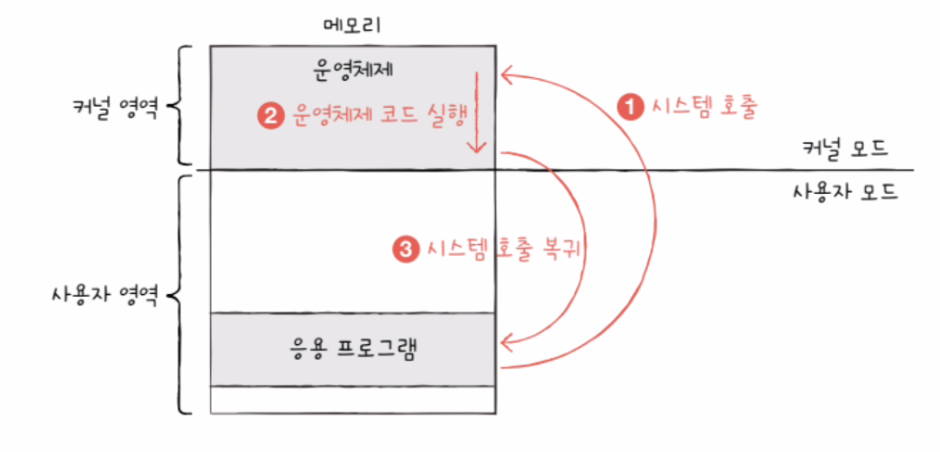 메모리
운영체제
커널 영역
2 운영체제 코드 실행
1 시스템 호출
커널 모드
사용자 모드
3 시스템 호출 복귀
사용자 영역
응용 프로그램